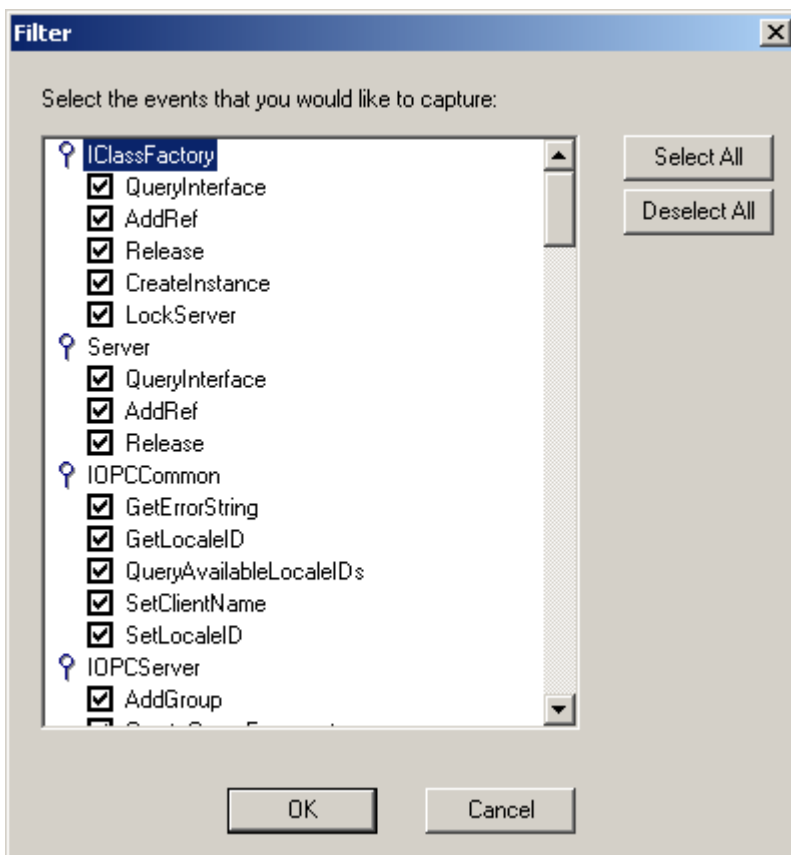 Filter
Select the events that you would like to capture:
IClassFactory
QueryInterface
AddRef
Release
CreateInstance
LockServer
Server
QueryInterface
AddRef
Release
IOPCCommon
GetErrorString
GetLocaleID
QueryAvailableLocaleIDs
SetClientName
SetLocaleID
IOPCServer
AddGroup
Select All
Deselect All
OK
Cancel